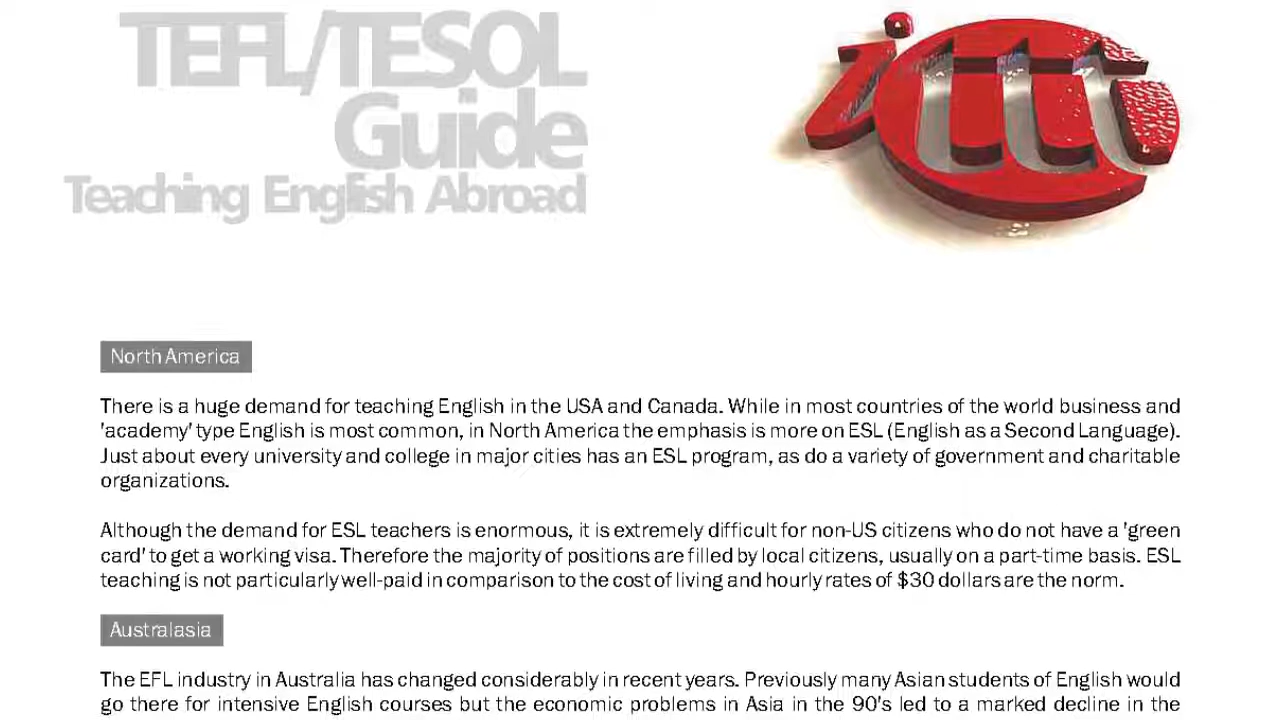 TEFL/TESOL
Guide
Teaching English Abroad
ittt
North America
There is a huge demand for teaching English in the USA and Canada. While in most countries of the world business and
'academy' type English is most common, in North America the emphasis is more on ESL (English as a Second Language).
Just about every university and college in major cities has an ESL program, as do a variety of government and charitable
organizations.
Although the demand for ESL teachers is enormous, it is extremely difficult for non-US citizens who do not have a 'green
card' to get a working visa. Therefore the majority of positions are filled by local citizens, usually on a part-time basis. ESL
teaching is not particularly well-paid in comparison to the cost of living and hourly rates of $30 dollars are the norm.
Australasia
The EFL industry in Australia has changed considerably in recent years. Previously many Asian students of English would
go there for intensive English courses but the economic problems in Asia in the 90's led to a marked decline in the